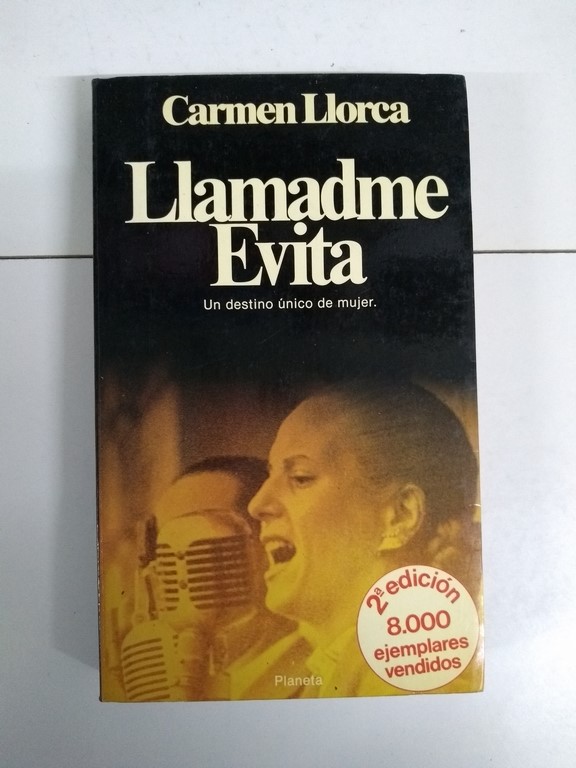 Carmen Llorca
Llamadme
Evita
Un destino único de mujer.
2ª edición
8.000
ejemplares
vendidos
Planeta